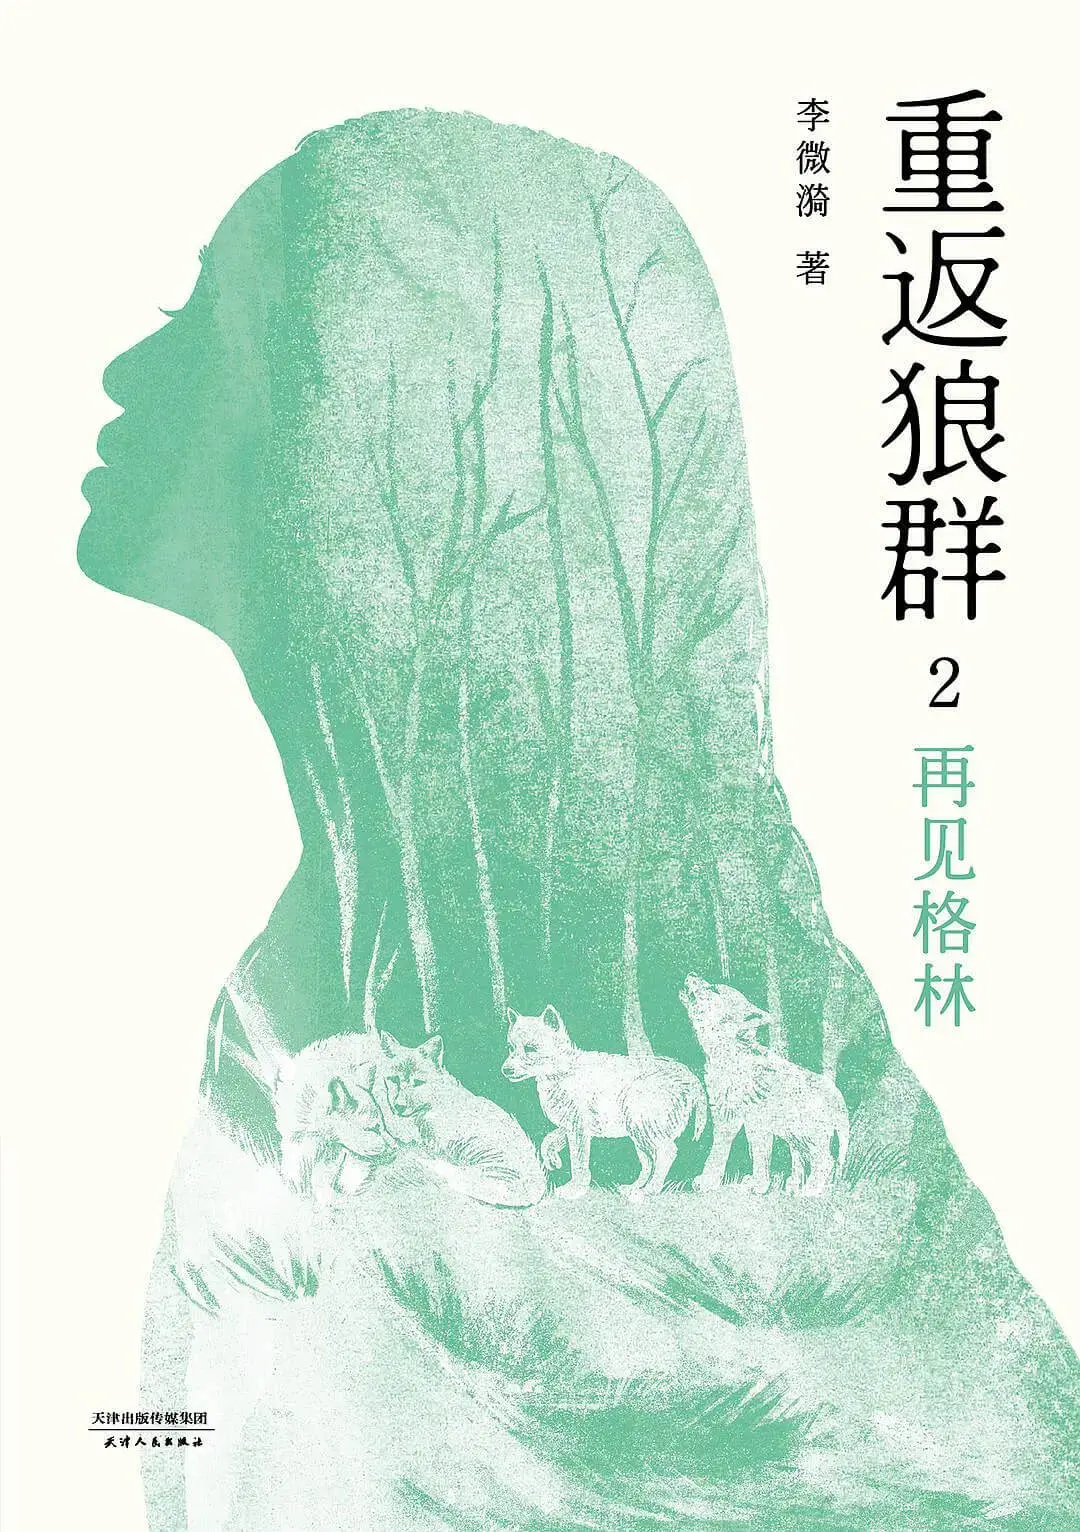 重返狼群
2
再见格林
李微漪 著
天津出版传媒集团
天津人民出版社